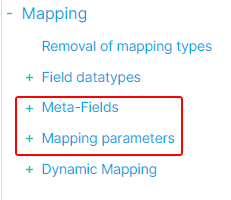 - Mapping
Removal of mapping types
+ Field datatypes
+ Meta-Fields
+ Mapping parameters
+ Dynamic Mapping